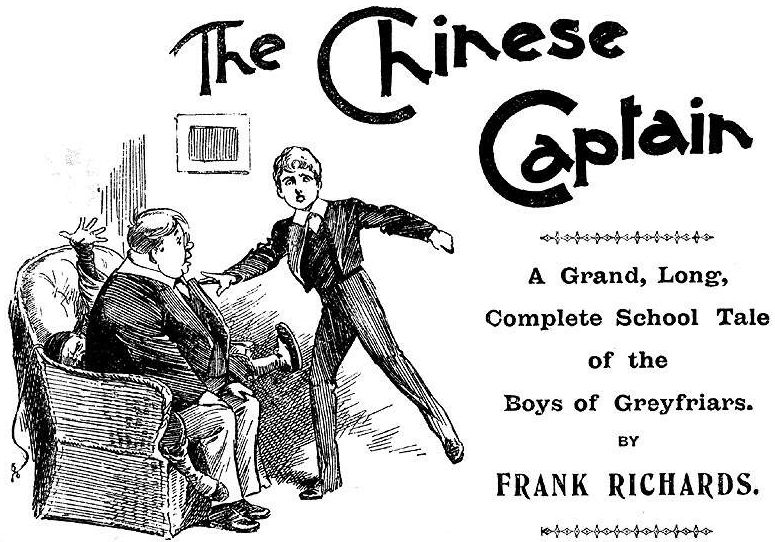 The Chinese
Captain
A Grand, Long,
Complete School Tale
of the
Boys of Greyfriars.
BY
FRANK RICHARDS.